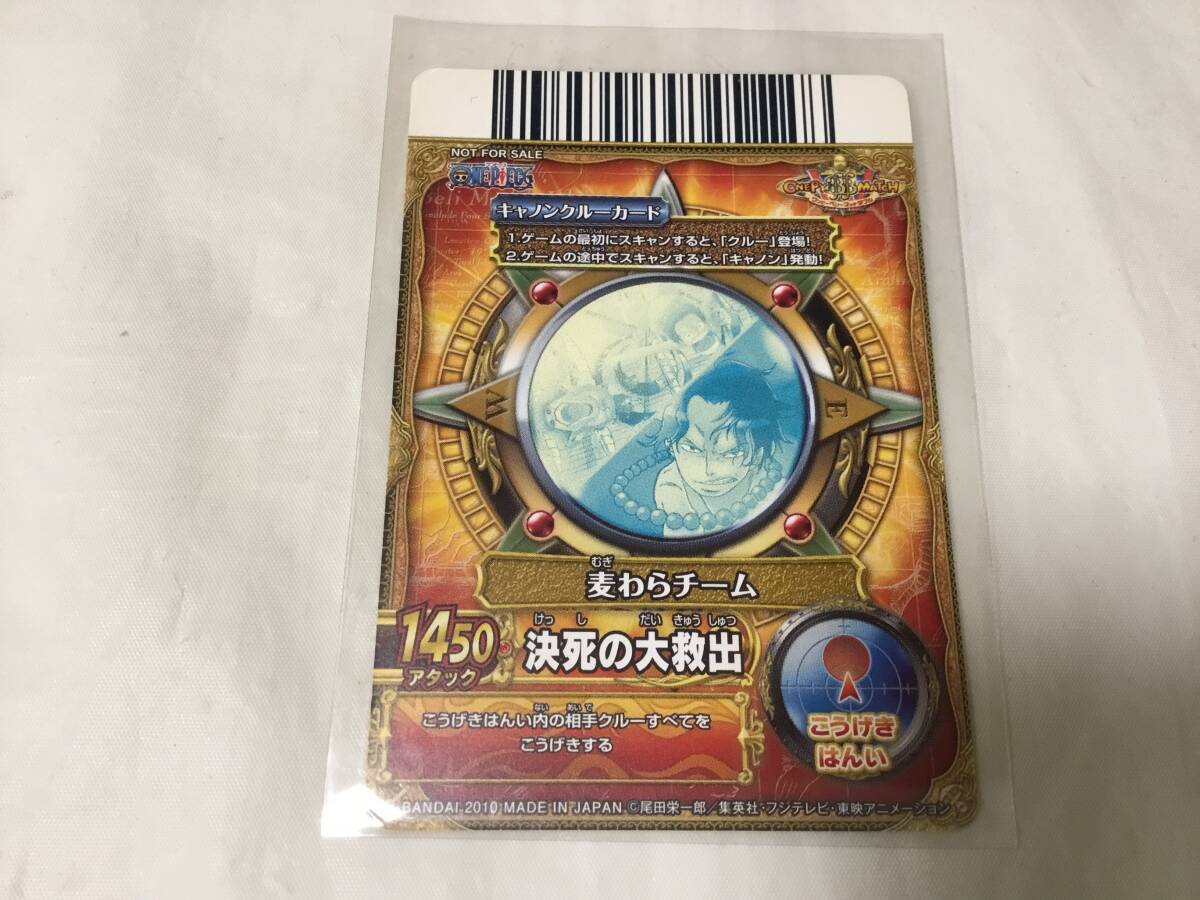 NOT FOR SALE
ONE PIECE
ONEPY BERRY MATCH
キャノンクルーカード
1.ゲームの最初にスキャンすると、「クルー」登場!
2.ゲームの途中でスキャンすると、「キャノン」発動!
W
E
麦わらチーム
1450
アタック
決死の大救出
こうげきはんい内の相手クルーすべてを
こうげきする
こうげき
はんい
BANDAI 2010 MADE IN JAPAN ©尾田栄一郎/集英社・フジテレビ・東映アニメーション